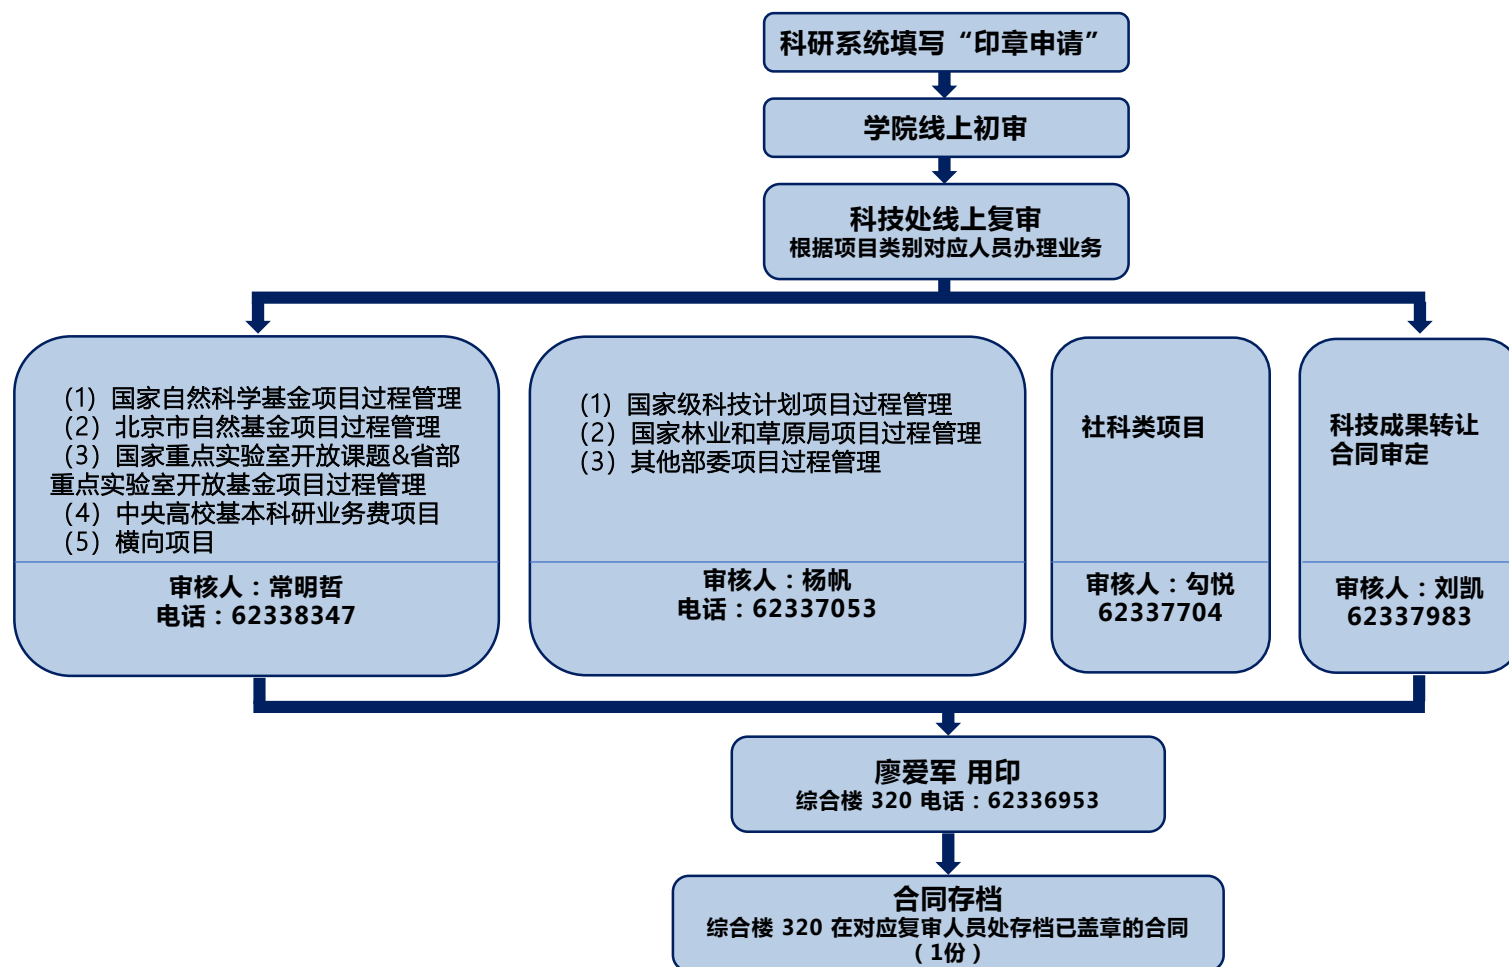 科研系统填写“印章申请”
学院线上初审
科技处线上复审
根据项目类别对应人员办理业务
（1）国家自然科学基金项目过程管理
（2）北京市自然基金项目过程管理
（3）国家重点实验室开放课题&省部
重点实验室开放基金项目过程管理
（4）中央高校基本科研业务费项目
（5）横向项目
审核人：常明哲
电话：62338347
（1）国家级科技计划项目过程管理
（2）国家林业和草原局项目过程管理
（3）其他部委项目过程管理
审核人：杨帆
电话：62337053
社科类项目
审核人：勾悦
62337704
科技成果转让
合同审定
审核人：刘凯
62337983
廖爱军 用印
综合楼 320 电话：62336953
合同存档
综合楼 320 在对应复审人员处存档已盖章的合同
（1份）